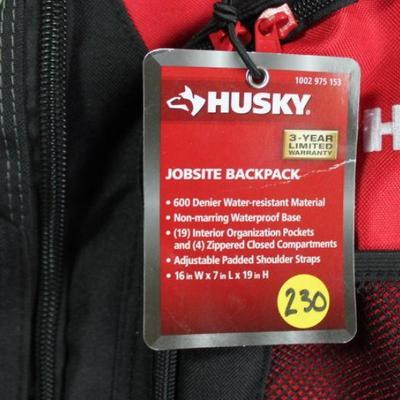 1002 975 153
HUSKY®
3-YEAR
LIMITED
WARRANTY
JOBSITE BACKPACK
• 600 Denier Water-resistant Material
• Non-marring Waterproof Base
• (19) Interior Organization Pockets
and (4) Zippered Closed Compartments
• Adjustable Padded Shoulder Straps
• 16 in W x 7 in L x 19 in H
230
H